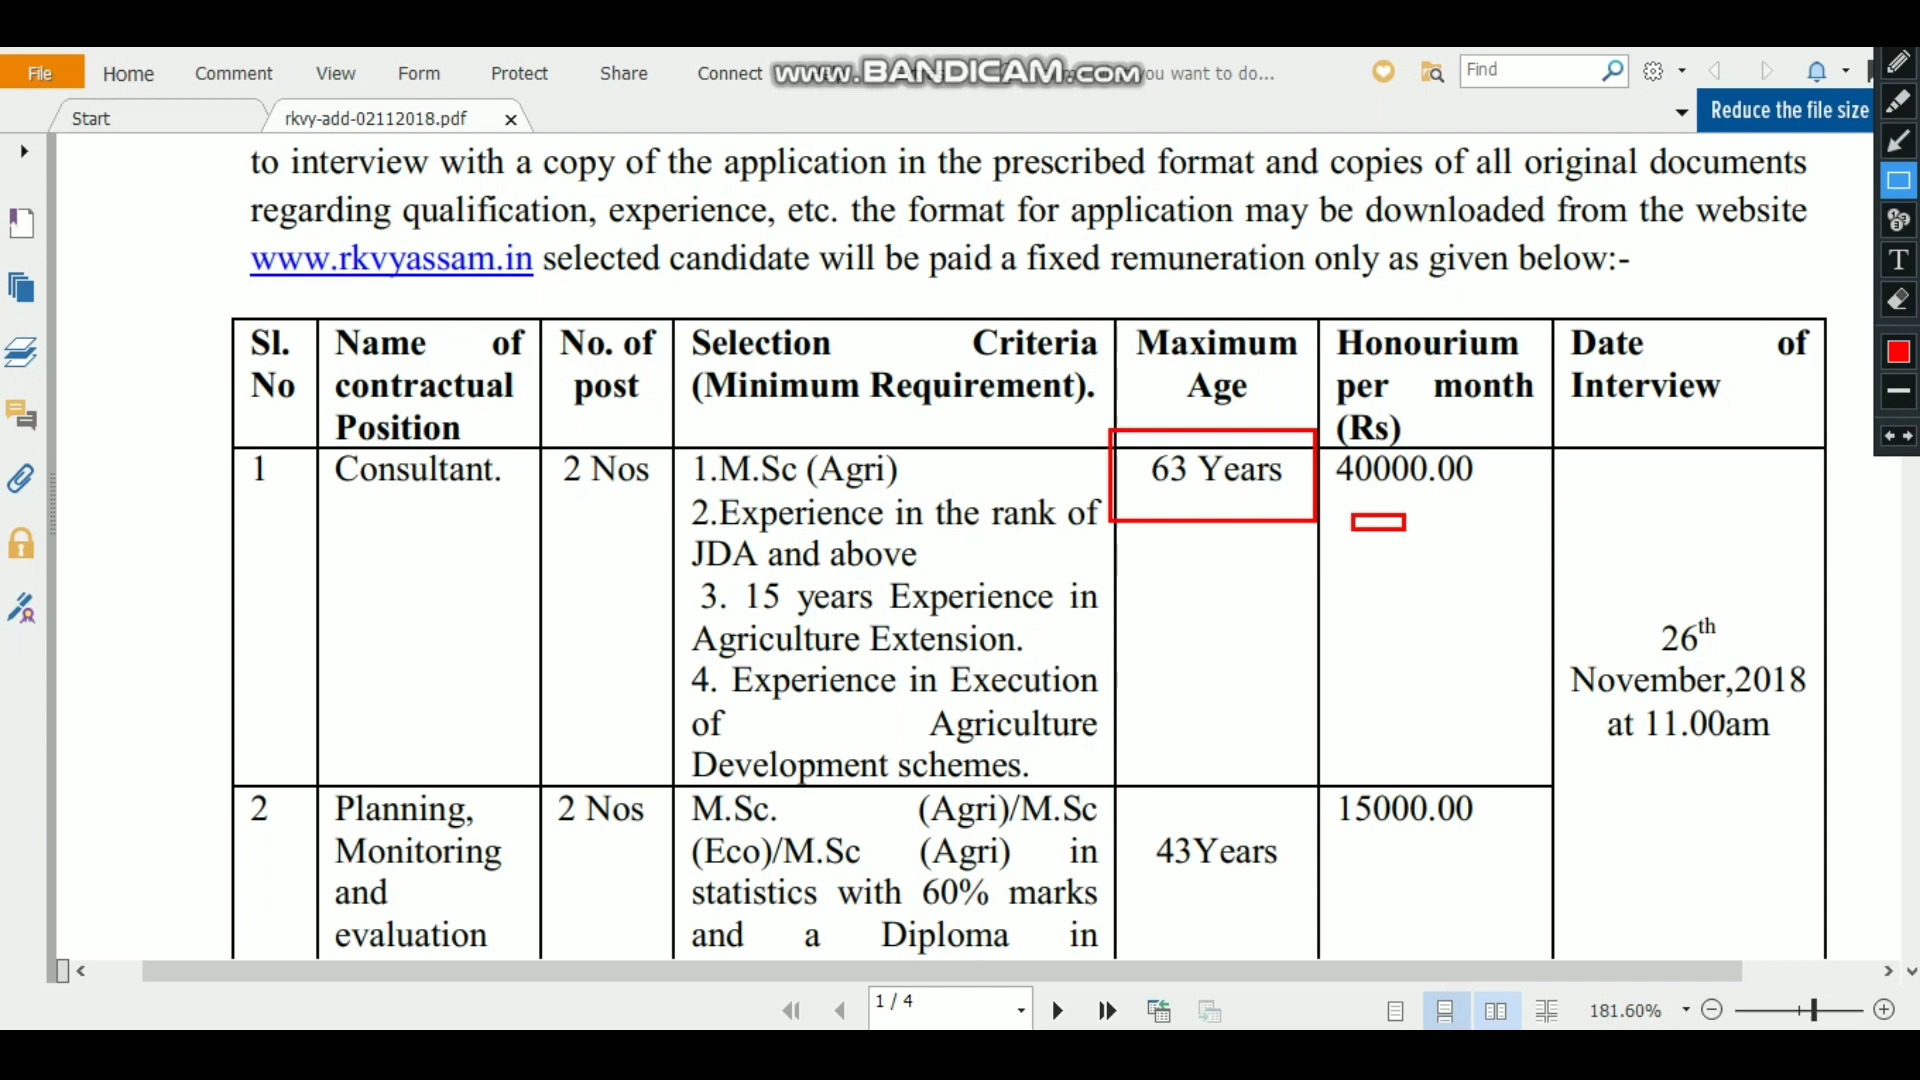 File Home Comment View Form Protect Share Connect www.BANDICAM.com you want to do... Find
Start rkvy-add-02112018.pdf Reduce the file size
to interview with a copy of the application in the prescribed format and copies of all original documents
regarding qualification, experience, etc. the format for application may be downloaded from the website
www.rkvyassam.in selected candidate will be paid a fixed remuneration only as given below:-
Sl. No
Name of contractual Position
No. of post
Selection Criteria (Minimum Requirement).
Maximum Age
Honourium per month (Rs)
Date of Interview
1
Consultant.
2 Nos
1.M.Sc (Agri)
2.Experience in the rank of
JDA and above
3. 15 years Experience in
Agriculture Extension.
4. Experience in Execution
of Agriculture
Development schemes.
63 Years
40000.00
26th
November,2018
at 11.00am
2
Planning,
Monitoring
and
evaluation
2 Nos
M.Sc. (Agri)/M.Sc
(Eco)/M.Sc (Agri) in
statistics with 60% marks
and a Diploma in
43Years
15000.00
1 / 4
181.60%